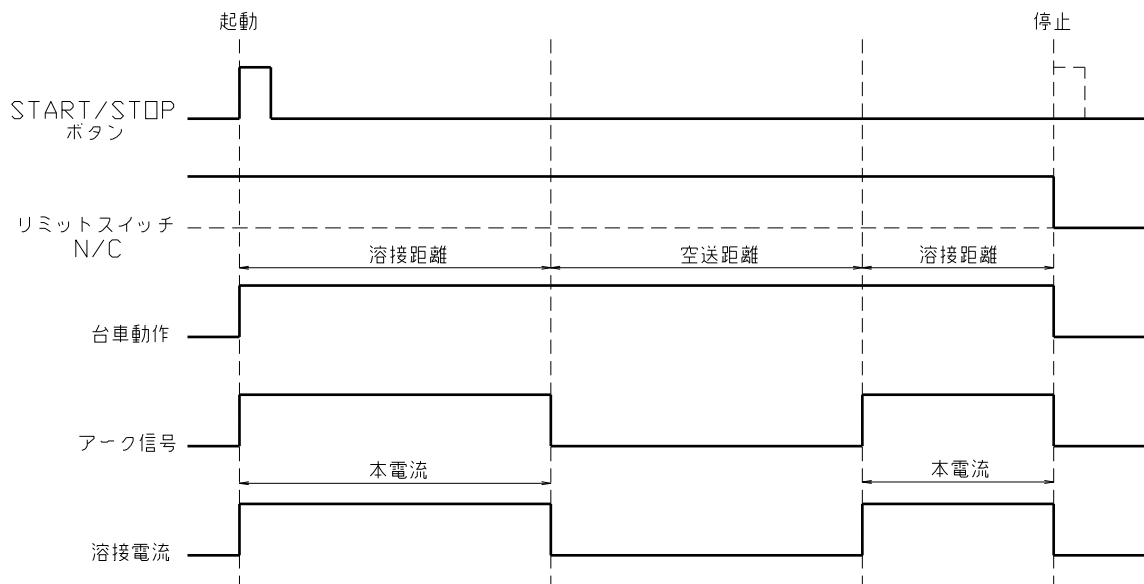 起動
停止
START/STOP
ボタン
リミットスイッチ
N/C
溶接距離
空送距離
溶接距離
台車動作
アーク信号
本電流
本電流
溶接電流